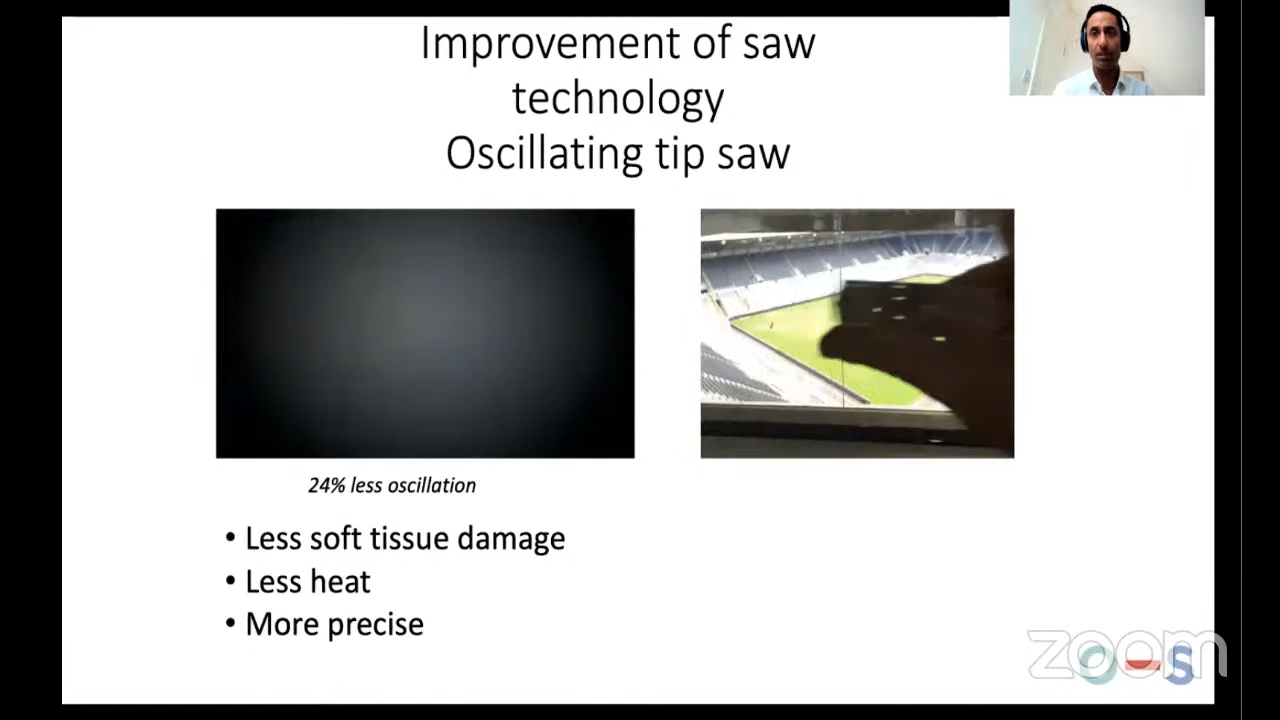 Improvement of saw
technology
Oscillating tip saw
24% less oscillation
• Less soft tissue damage
• Less heat
• More precise
zoom